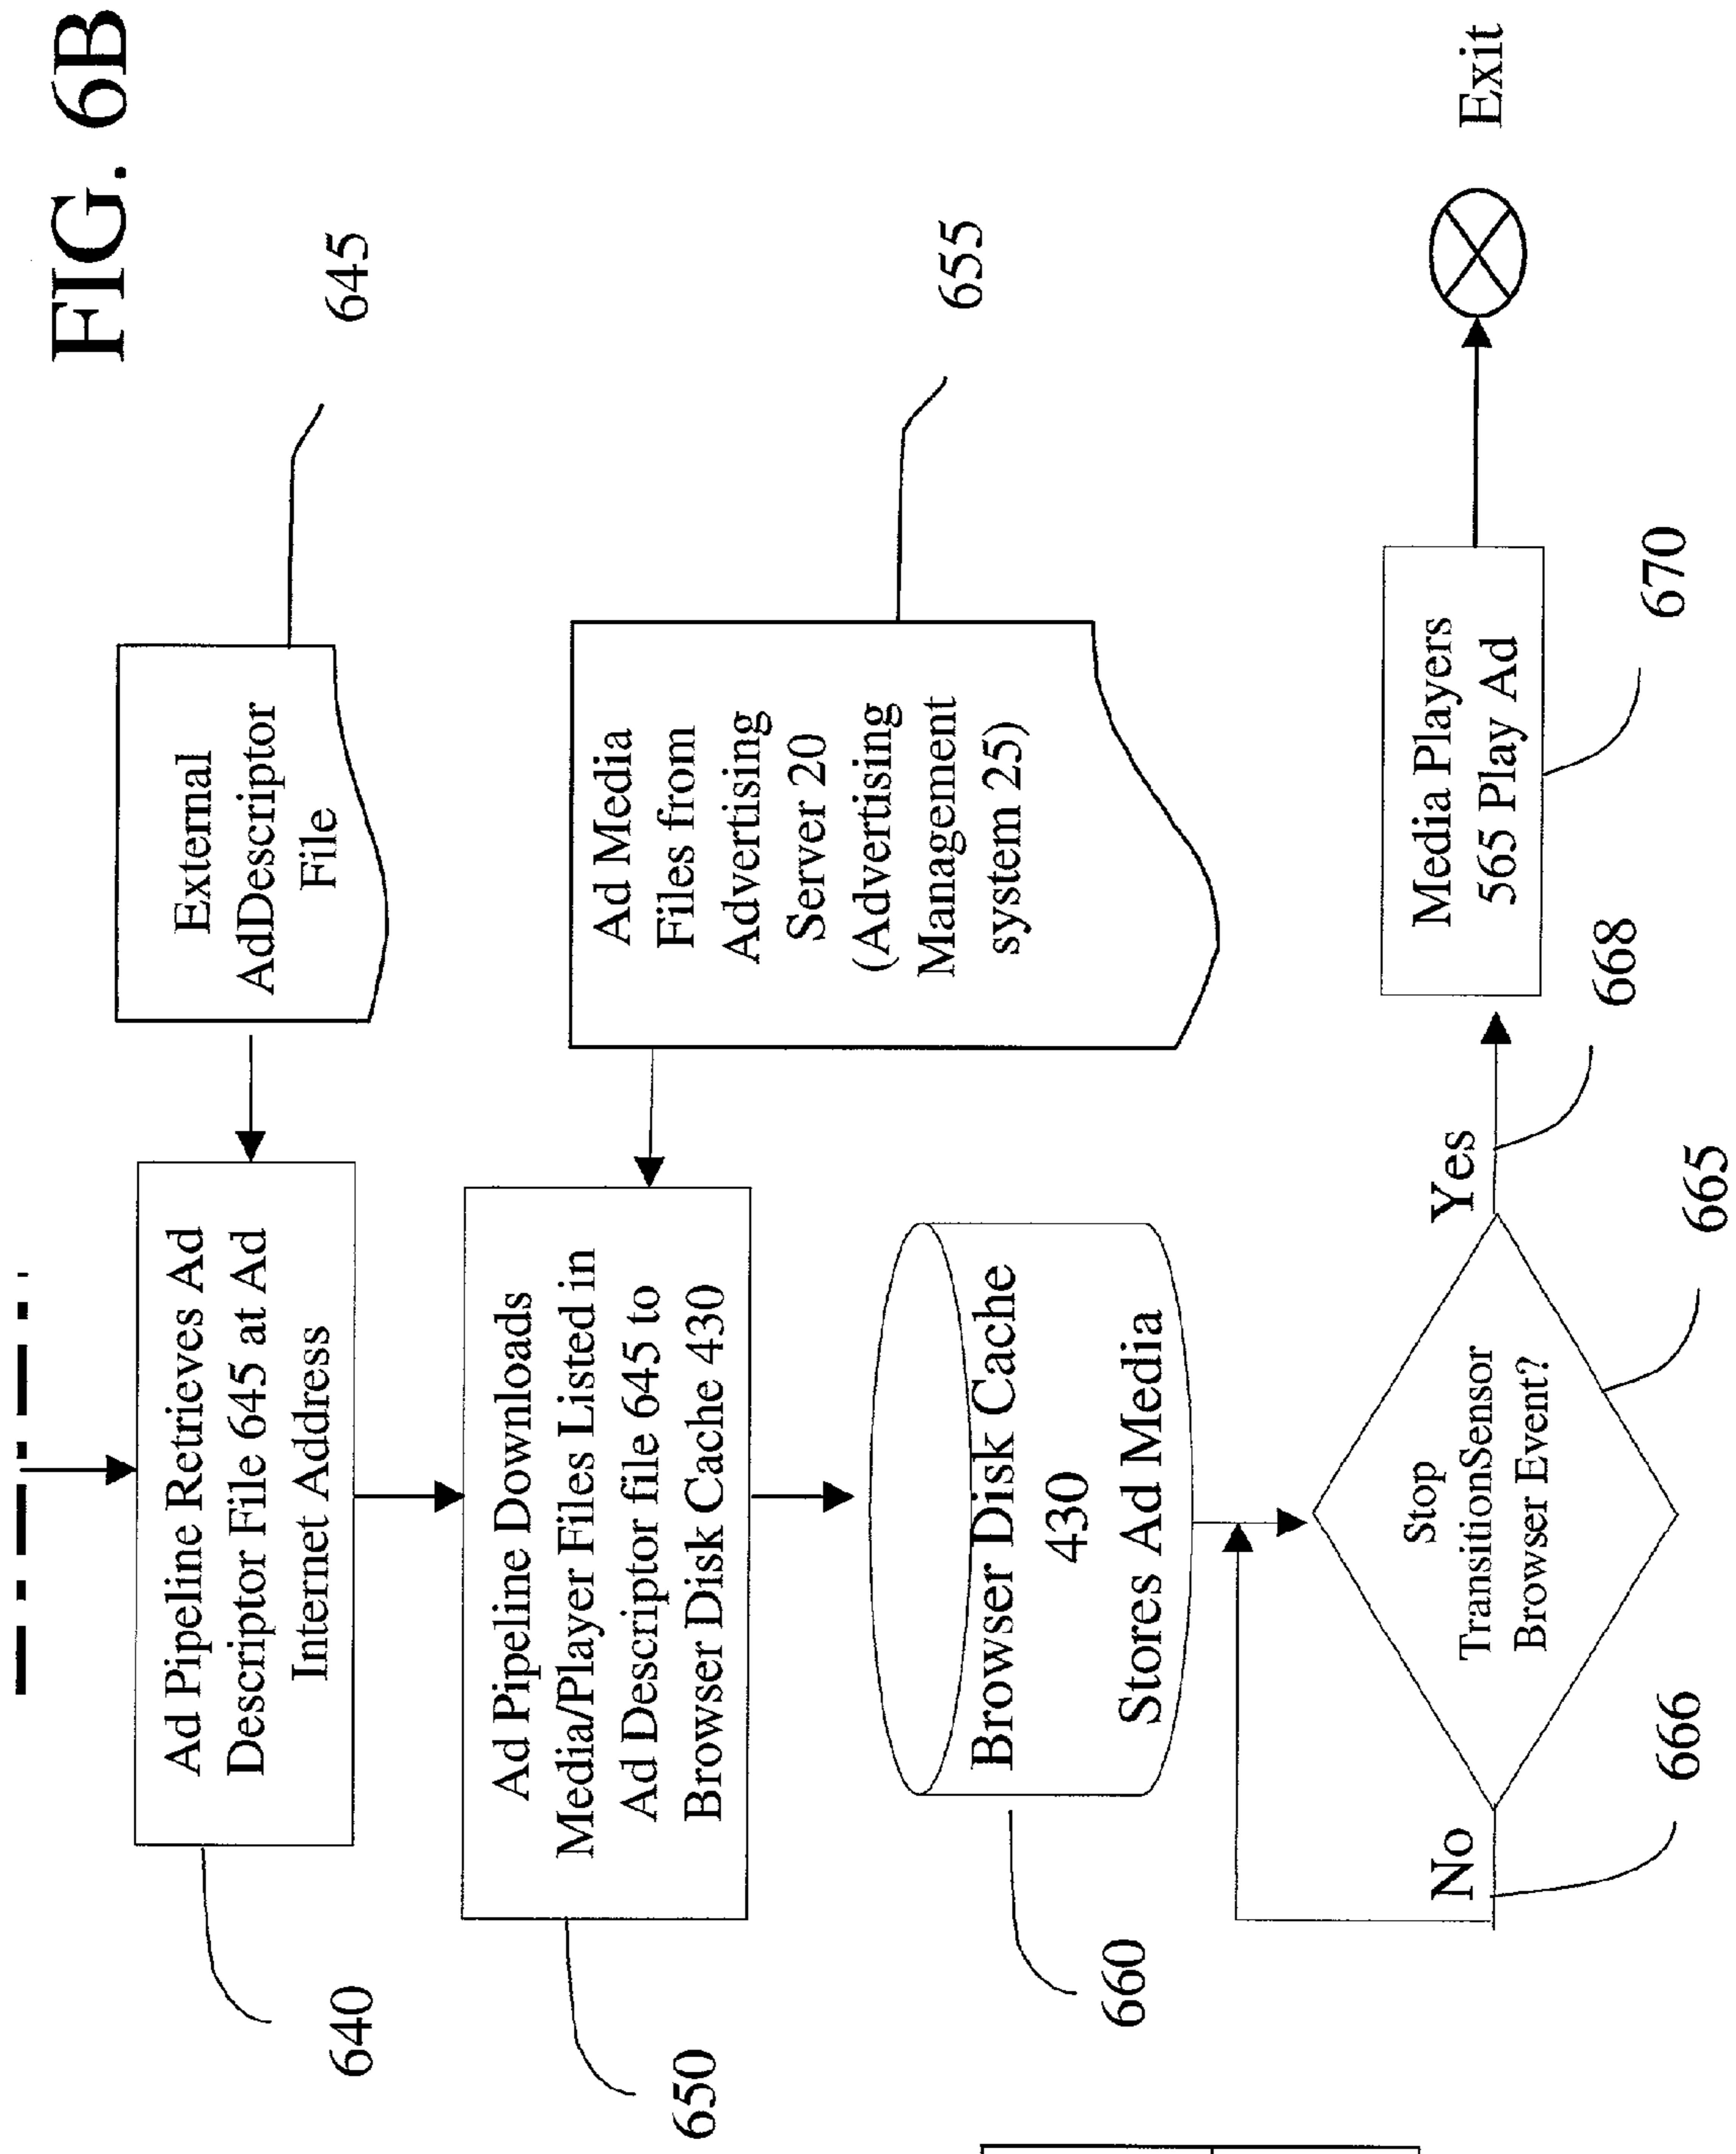 FIG. 6B
Ad Pipeline Retrieves Ad
Descriptor File 645 at Ad
Internet Address
640
External
AdDescriptor
File
645
Ad Pipeline Downloads
Media/Player Files Listed in
Ad Descriptor file 645 to
Browser Disk Cache 430
650
Ad Media
Files from
Advertising
Server 20
(Advertising
Management
system 25)
655
Browser Disk Cache
430
Stores Ad Media
660
Stop
TransitionSensor
Browser Event?
665
No
666
Yes
668
Media Players
565 Play Ad
670
Exit